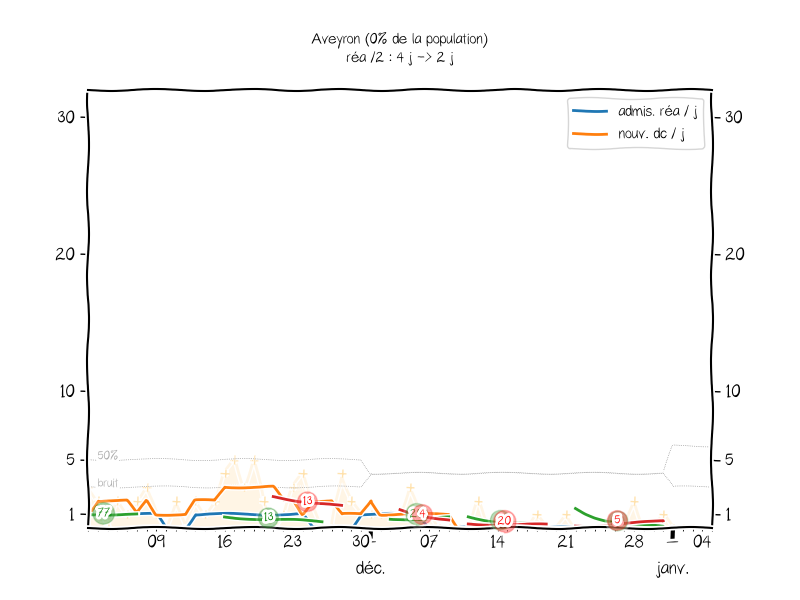 Aveyron (0% de la population)
réa /2 : 4 j -> 2 j
admis. réa / j
nouv. dc / j
30 30
20 20
10 10
50%
5 5
bruit
1 1
77 13 13 4 20 5
09 16 23 30 07 14 21 28 04
déc. janv.